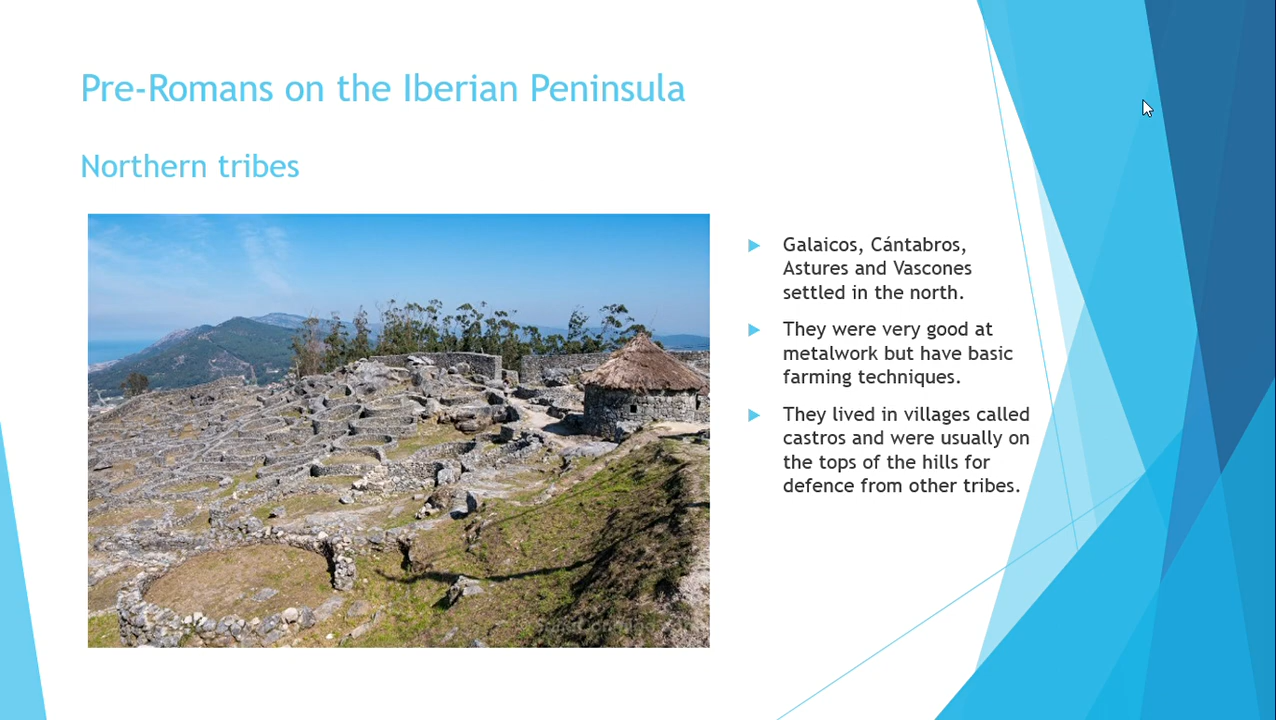 Pre-Romans on the Iberian Peninsula
Northern tribes
Galaicos, Cántabros,
Astures and Vascones
settled in the north.
They were very good at
metalwork but have basic
farming techniques.
They lived in villages called
castros and were usually on
the tops of the hills for
defence from other tribes.